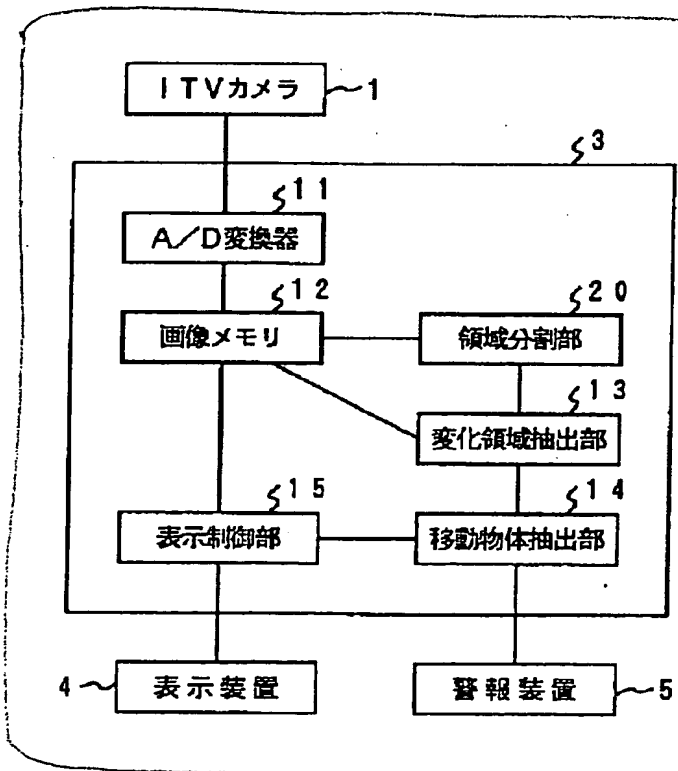 ITVカメラ 1
3
11
A/D変換器
12 20
画像メモリ 領域分割部
13
変化領域抽出部
15 14
表示制御部 移動物体抽出部
4 表示装置 警報装置 5